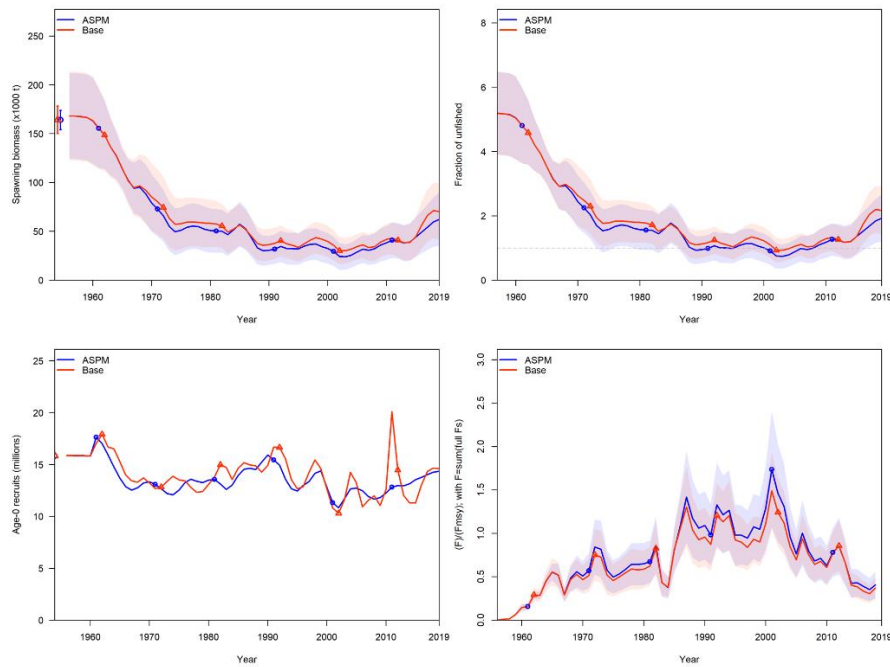 ASPM
Base
Spawning biomass (x1000 t)
250
200
150
100
50
0
1960 1970 1980 1990 2000 2010 2019
Year
ASPM
Base
Fraction of unfished
8
6
4
2
0
1960 1970 1980 1990 2000 2010 2019
Year
ASPM
Base
Age-0 recruits (millions)
25
20
15
10
5
0
1960 1970 1980 1990 2000 2010 2019
Year
ASPM
Base
(F)/(Fmsy); with F=sum(full Fs)
3.0
2.5
2.0
1.5
1.0
0.5
0.0
1960 1970 1980 1990 2000 2010 2019
Year